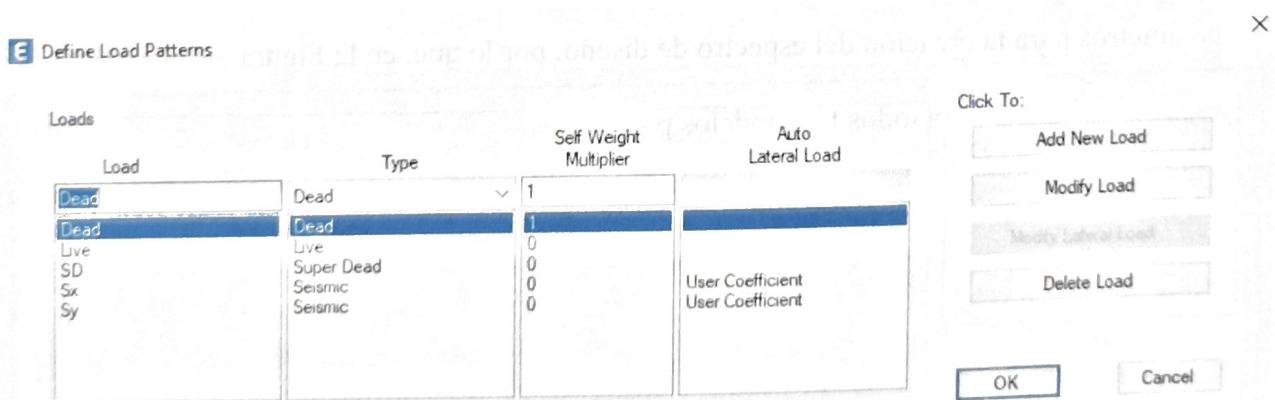 E Define Load Patterns
Loads
Click To:
Load Type Self Weight Multiplier Auto Lateral Load
Dead Dead 1
Dead Dead 1
Live Live 0
SD Super Dead 0
Sx Seismic 0 User Coefficient
Sy Seismic 0 User Coefficient
Add New Load
Modify Load
Modify Lateral Load
Delete Load
OK Cancel